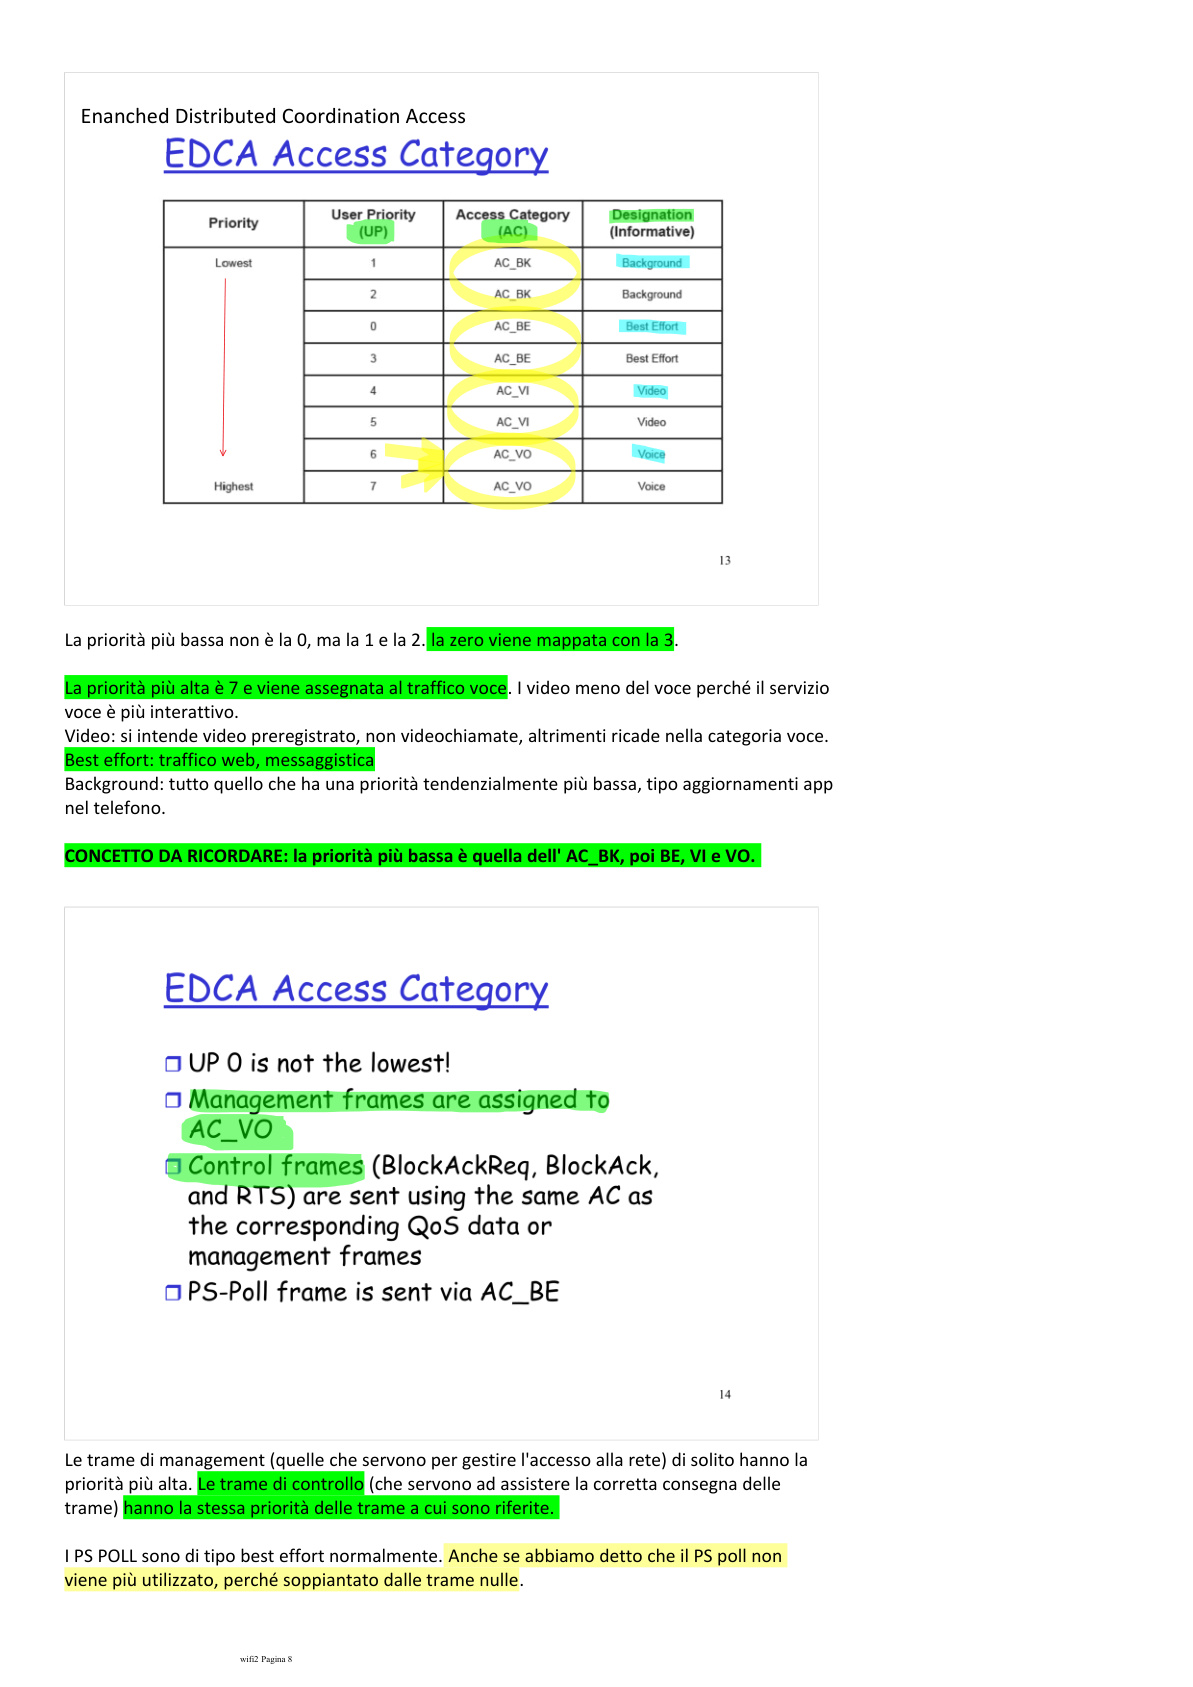 Enanched Distributed Coordination Access
EDCA Access Category
Priority User Priority (UP) Access Category (AC) Designation (Informative)
Lowest 1 AC_BK Background
2 AC_BK Background
0 AC_BE Best Effort
3 AC_BE Best Effort
4 AC_VI Video
5 AC_VI Video
6 AC_VO Voice
Highest 7 AC_VO Voice
13
La priorità più bassa non è la 0, ma la 1 e la 2. la zero viene mappata con la 3.
La priorità più alta è 7 e viene assegnata al traffico voce. I video meno del voce perché il servizio
voce è più interattivo.
Video: si intende video preregistrato, non videochiamate, altrimenti ricade nella categoria voce.
Best effort: traffico web, messaggistica
Background: tutto quello che ha una priorità tendenzialmente più bassa, tipo aggiornamenti app
nel telefono.
CONCETTO DA RICORDARE: la priorità più bassa è quella dell' AC_BK, poi BE, VI e VO.
EDCA Access Category
❒ UP 0 is not the lowest!
❒ Management frames are assigned to
AC_VO
❒ Control frames (BlockAckReq, BlockAck,
and RTS) are sent using the same AC as
the corresponding QoS data or
management frames
❒ PS-Poll frame is sent via AC_BE
14
Le trame di management (quelle che servono per gestire l'accesso alla rete) di solito hanno la
priorità più alta. Le trame di controllo (che servono ad assistere la corretta consegna delle
trame) hanno la stessa priorità delle trame a cui sono riferite.
I PS POLL sono di tipo best effort normalmente. Anche se abbiamo detto che il PS poll non
viene più utilizzato, perché soppiantato dalle trame nulle.
wifi2 Pagina 8